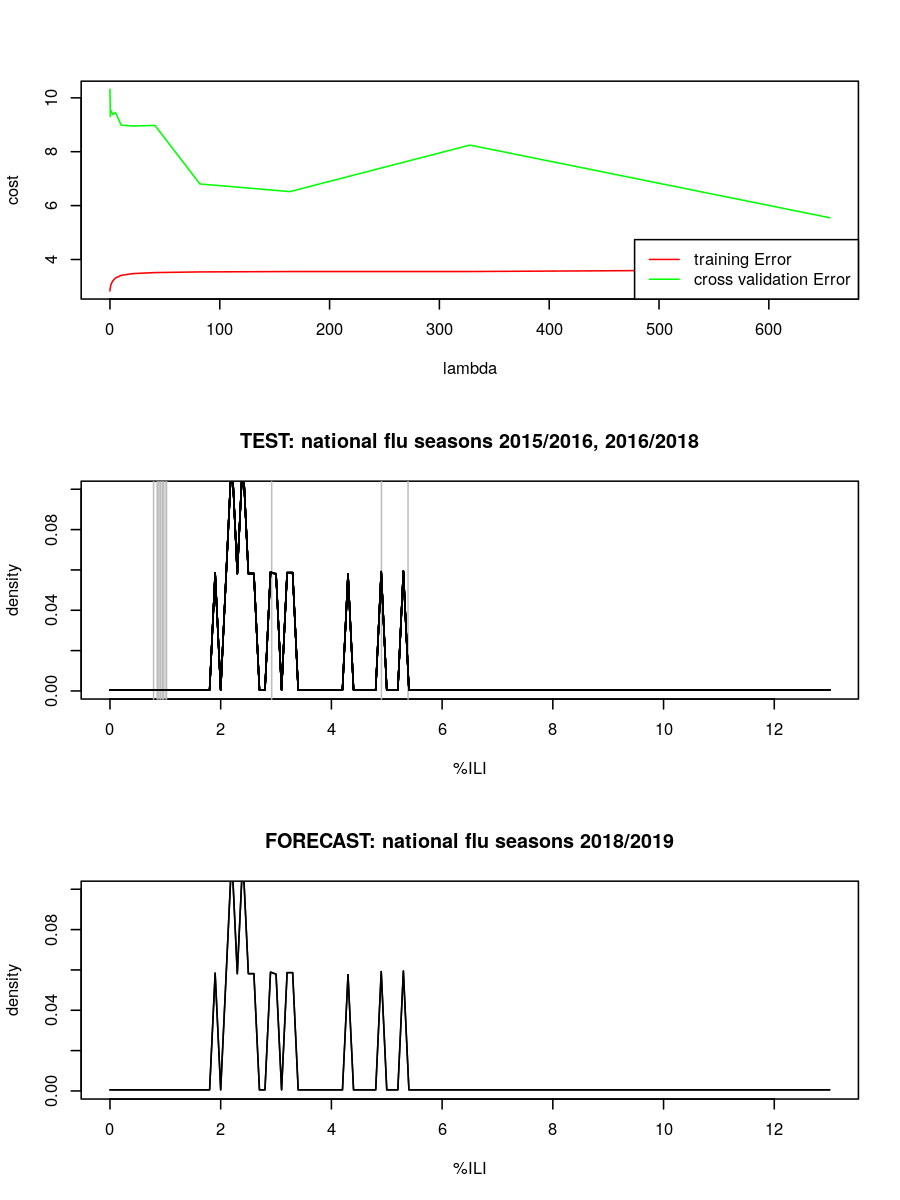 10
8
6
4
cost
training Error
cross validation Error
0 100 200 300 400 500 600
lambda
TEST: national flu seasons 2015/2016, 2016/2018
0.08
0.04
0.00
density
0 2 4 6 8 10 12
%ILI
FORECAST: national flu seasons 2018/2019
0.08
0.04
0.00
density
0 2 4 6 8 10 12
%ILI